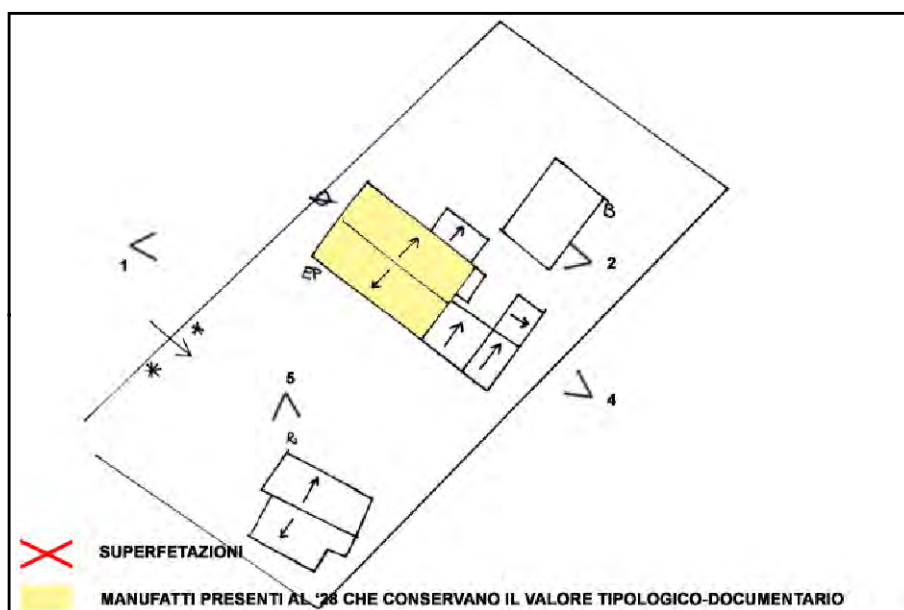 B
2
EP
1
5
4
R
SUPERFETAZIONI
MANUFATTI PRESENTI AL '28 CHE CONSERVANO IL VALORE TIPOLOGICO-DOCUMENTARIO